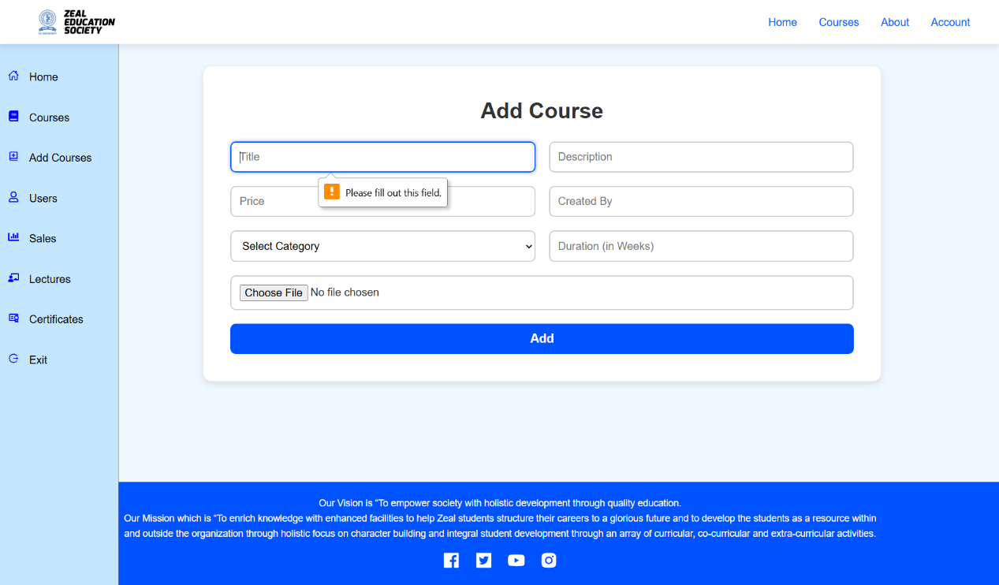 ZEAL
EDUCATION
SOCIETY
Home
Courses
About
Account
Home
Courses
Add Courses
Users
Sales
Lectures
Certificates
Exit
Add Course
Title
Description
Please fill out this field.
Price
Created By
Select Category
Duration (in Weeks)
Choose File No file chosen
Add
Our Vision is “To empower society with holistic development through quality education.
Our Mission which is “To enrich knowledge with enhanced facilities to help Zeal students structure their careers to a glorious future and to develop the students as a resource within
and outside the organization through holistic focus on character building and integral student development through an array of curricular, co-curricular and extra-curricular activities.